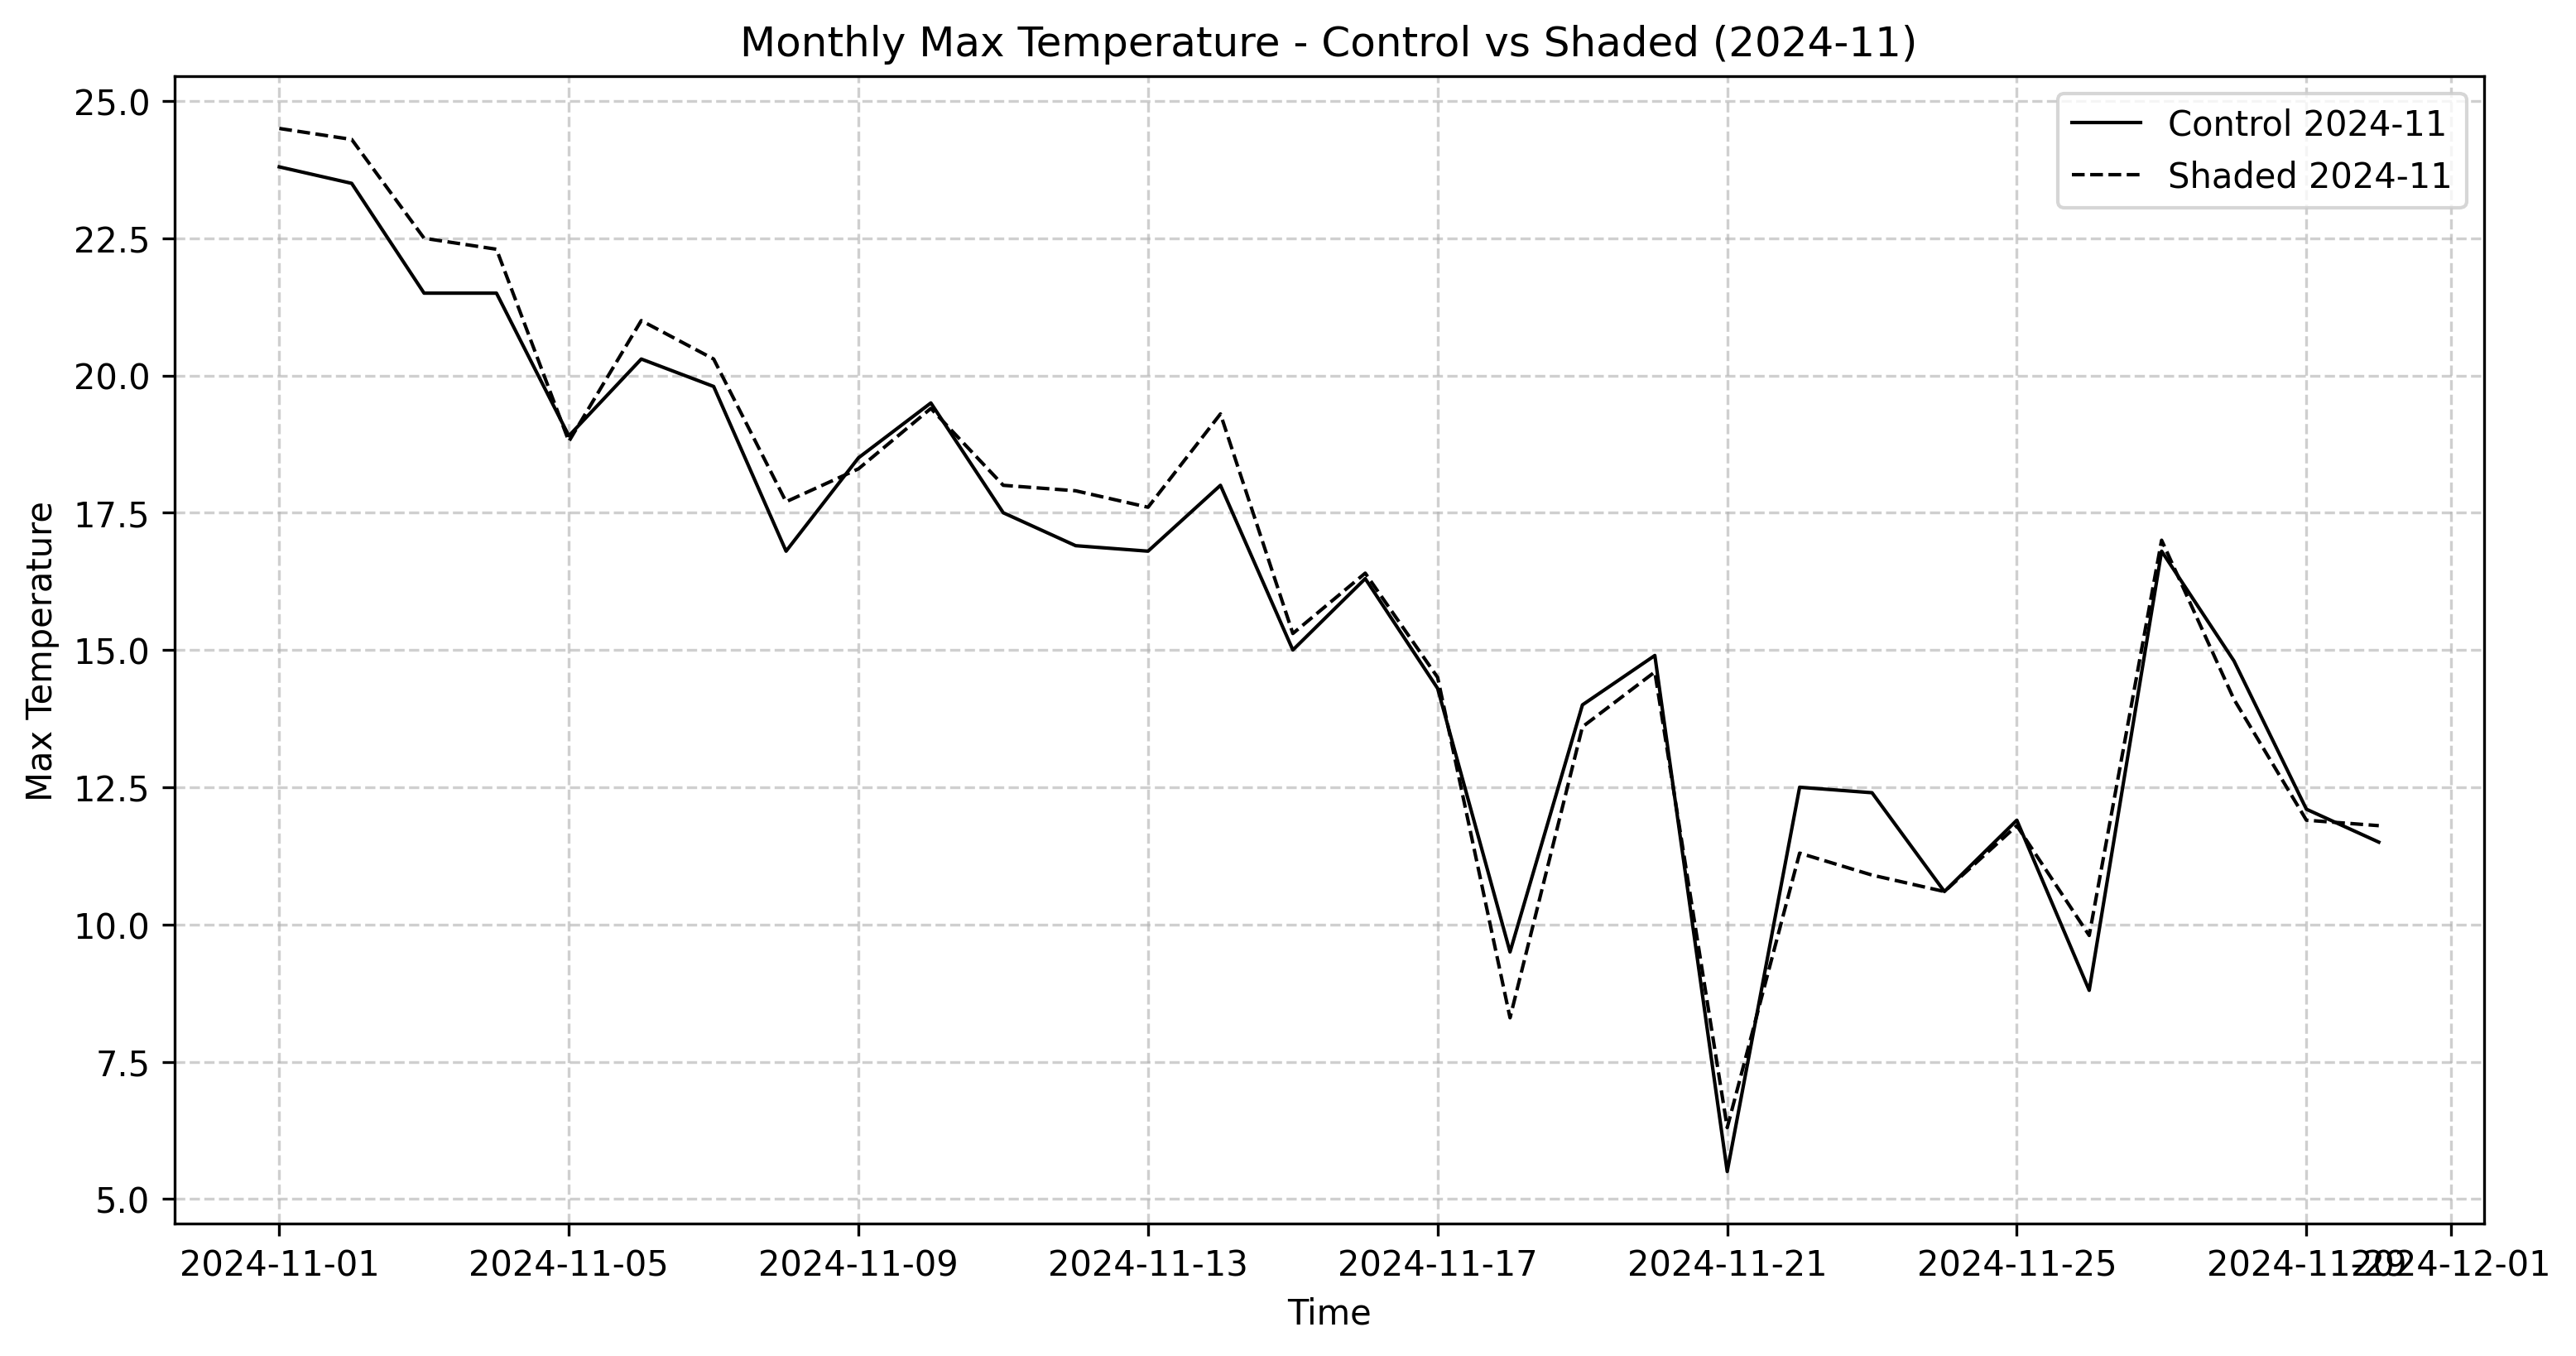 Monthly Max Temperature - Control vs Shaded (2024-11)
Control 2024-11
Shaded 2024-11
Max Temperature
25.0
22.5
20.0
17.5
15.0
12.5
10.0
7.5
5.0
2024-11-01 2024-11-05 2024-11-09 2024-11-13 2024-11-17 2024-11-21 2024-11-25 2024-11-29 2024-12-01
Time